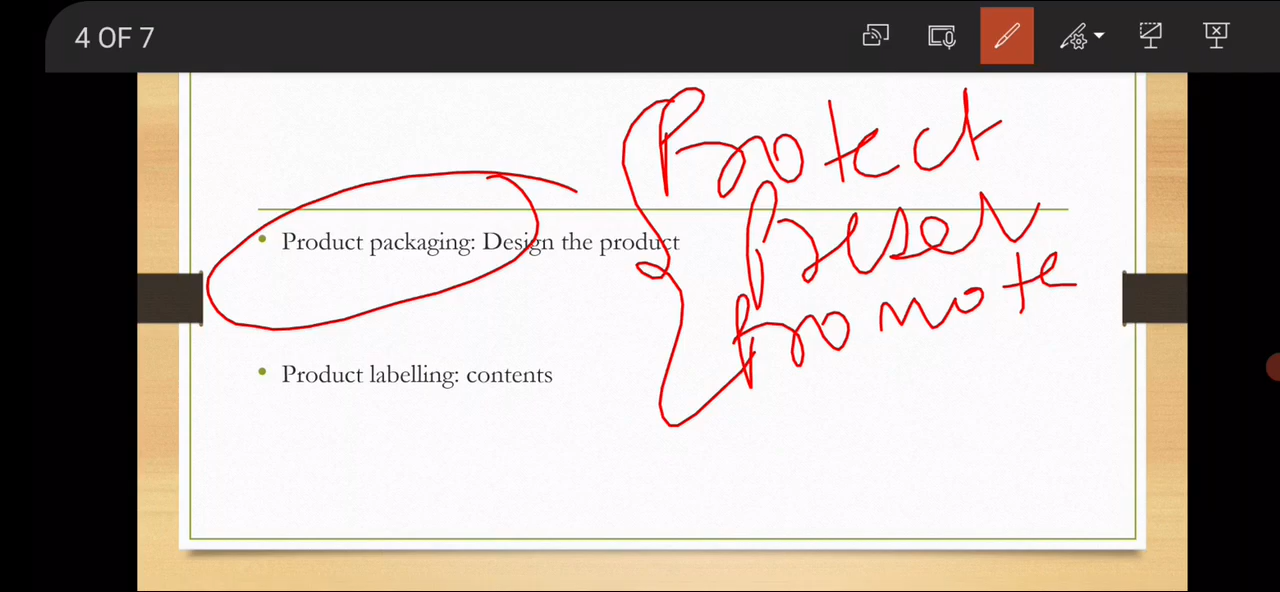 4 OF 7
Protect
Preser
Promote
• Product packaging: Design the product
• Product labelling: contents